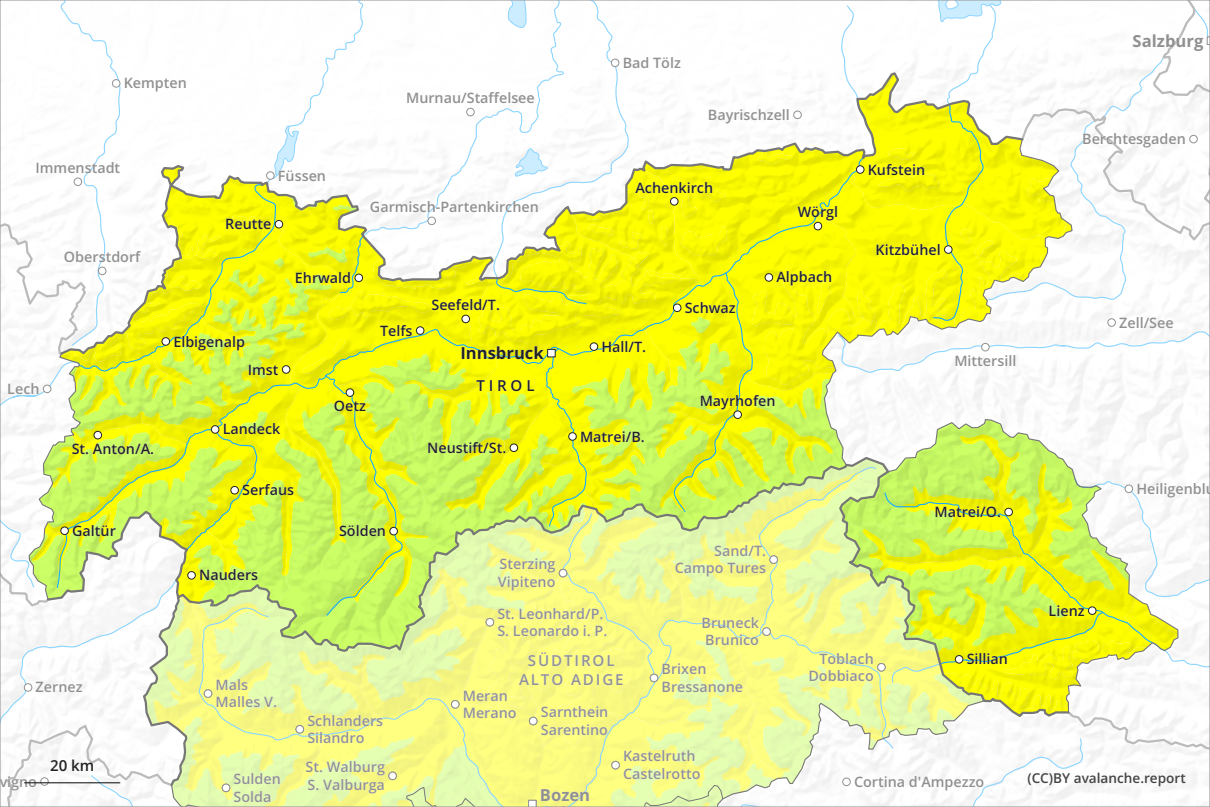 Salzburg
Bad Tölz
Kempten
Murnau/Staffelsee
Bayrischzell
Berchtesgaden
Immenstadt
Füssen
Kufstein
Achenkirch
Garmisch-Partenkirchen
Wörgl
Reutte
Kitzbühel
Oberstdorf
Ehrwald
Alpbach
Seefeld/T.
Schwaz
Zell/See
Telfs
Elbigenalp
Hall/T.
Innsbruck
Mittersill
Imst
TIROL
Lech
Mayrhofen
Oetz
Landeck
Matrei/B.
St. Anton/A.
Neustift/St.
Serfaus
Heiligenblu
Matrei/O.
Galtür
Sölden
Sand/T.
Campo Tures
Sterzing
Vipiteno
Nauders
Lienz
St. Leonhard/P.
S. Leonardo i. P.
Bruneck
Brunico
Sillian
SÜDTIROL
ALTO ADIGE
Toblach
Dobbiaco
Brixen
Bressanone
Zernez
Mals
Malles V.
Meran
Merano
Sarnthein
Sarentino
Schlanders
Silandro
Kastelruth
Castelrotto
20 km
St. Walburg
S. Valburga
vigno
Sulden
Solda
Cortina d'Ampezzo
(CC)BY avalanche.report
Bozen